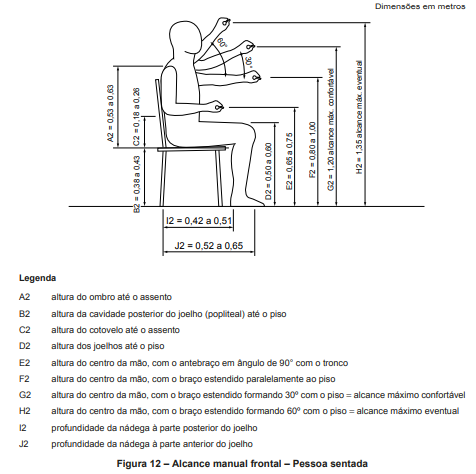 Dimensões em metros
60°
30°
A2 = 0,53 a 0,63
C2 = 0,18 a 0,26
B2 = 0,38 a 0,43
D2 = 0,50 a 0,60
E2 = 0,65 a 0,75
F2 = 0,80 a 1,00
G2 = 1,20 alcance máx. confortável
H2 = 1,35 alcance máx. eventual
I2 = 0,42 a 0,51
J2 = 0,52 a 0,65
Legenda
A2 altura do ombro até o assento
B2 altura da cavidade posterior do joelho (popliteal) até o piso
C2 altura do cotovelo até o assento
D2 altura dos joelhos até o piso
E2 altura do centro da mão, com o antebraço em ângulo de 90° com o tronco
F2 altura do centro da mão, com o braço estendido paralelamente ao piso
G2 altura do centro da mão, com o braço estendido formando 30º com o piso = alcance máximo confortável
H2 altura do centro da mão, com o braço estendido formando 60º com o piso = alcance máximo eventual
I2 profundidade da nádega à parte posterior do joelho
J2 profundidade da nádega à parte anterior do joelho
Figura 12 – Alcance manual frontal – Pessoa sentada